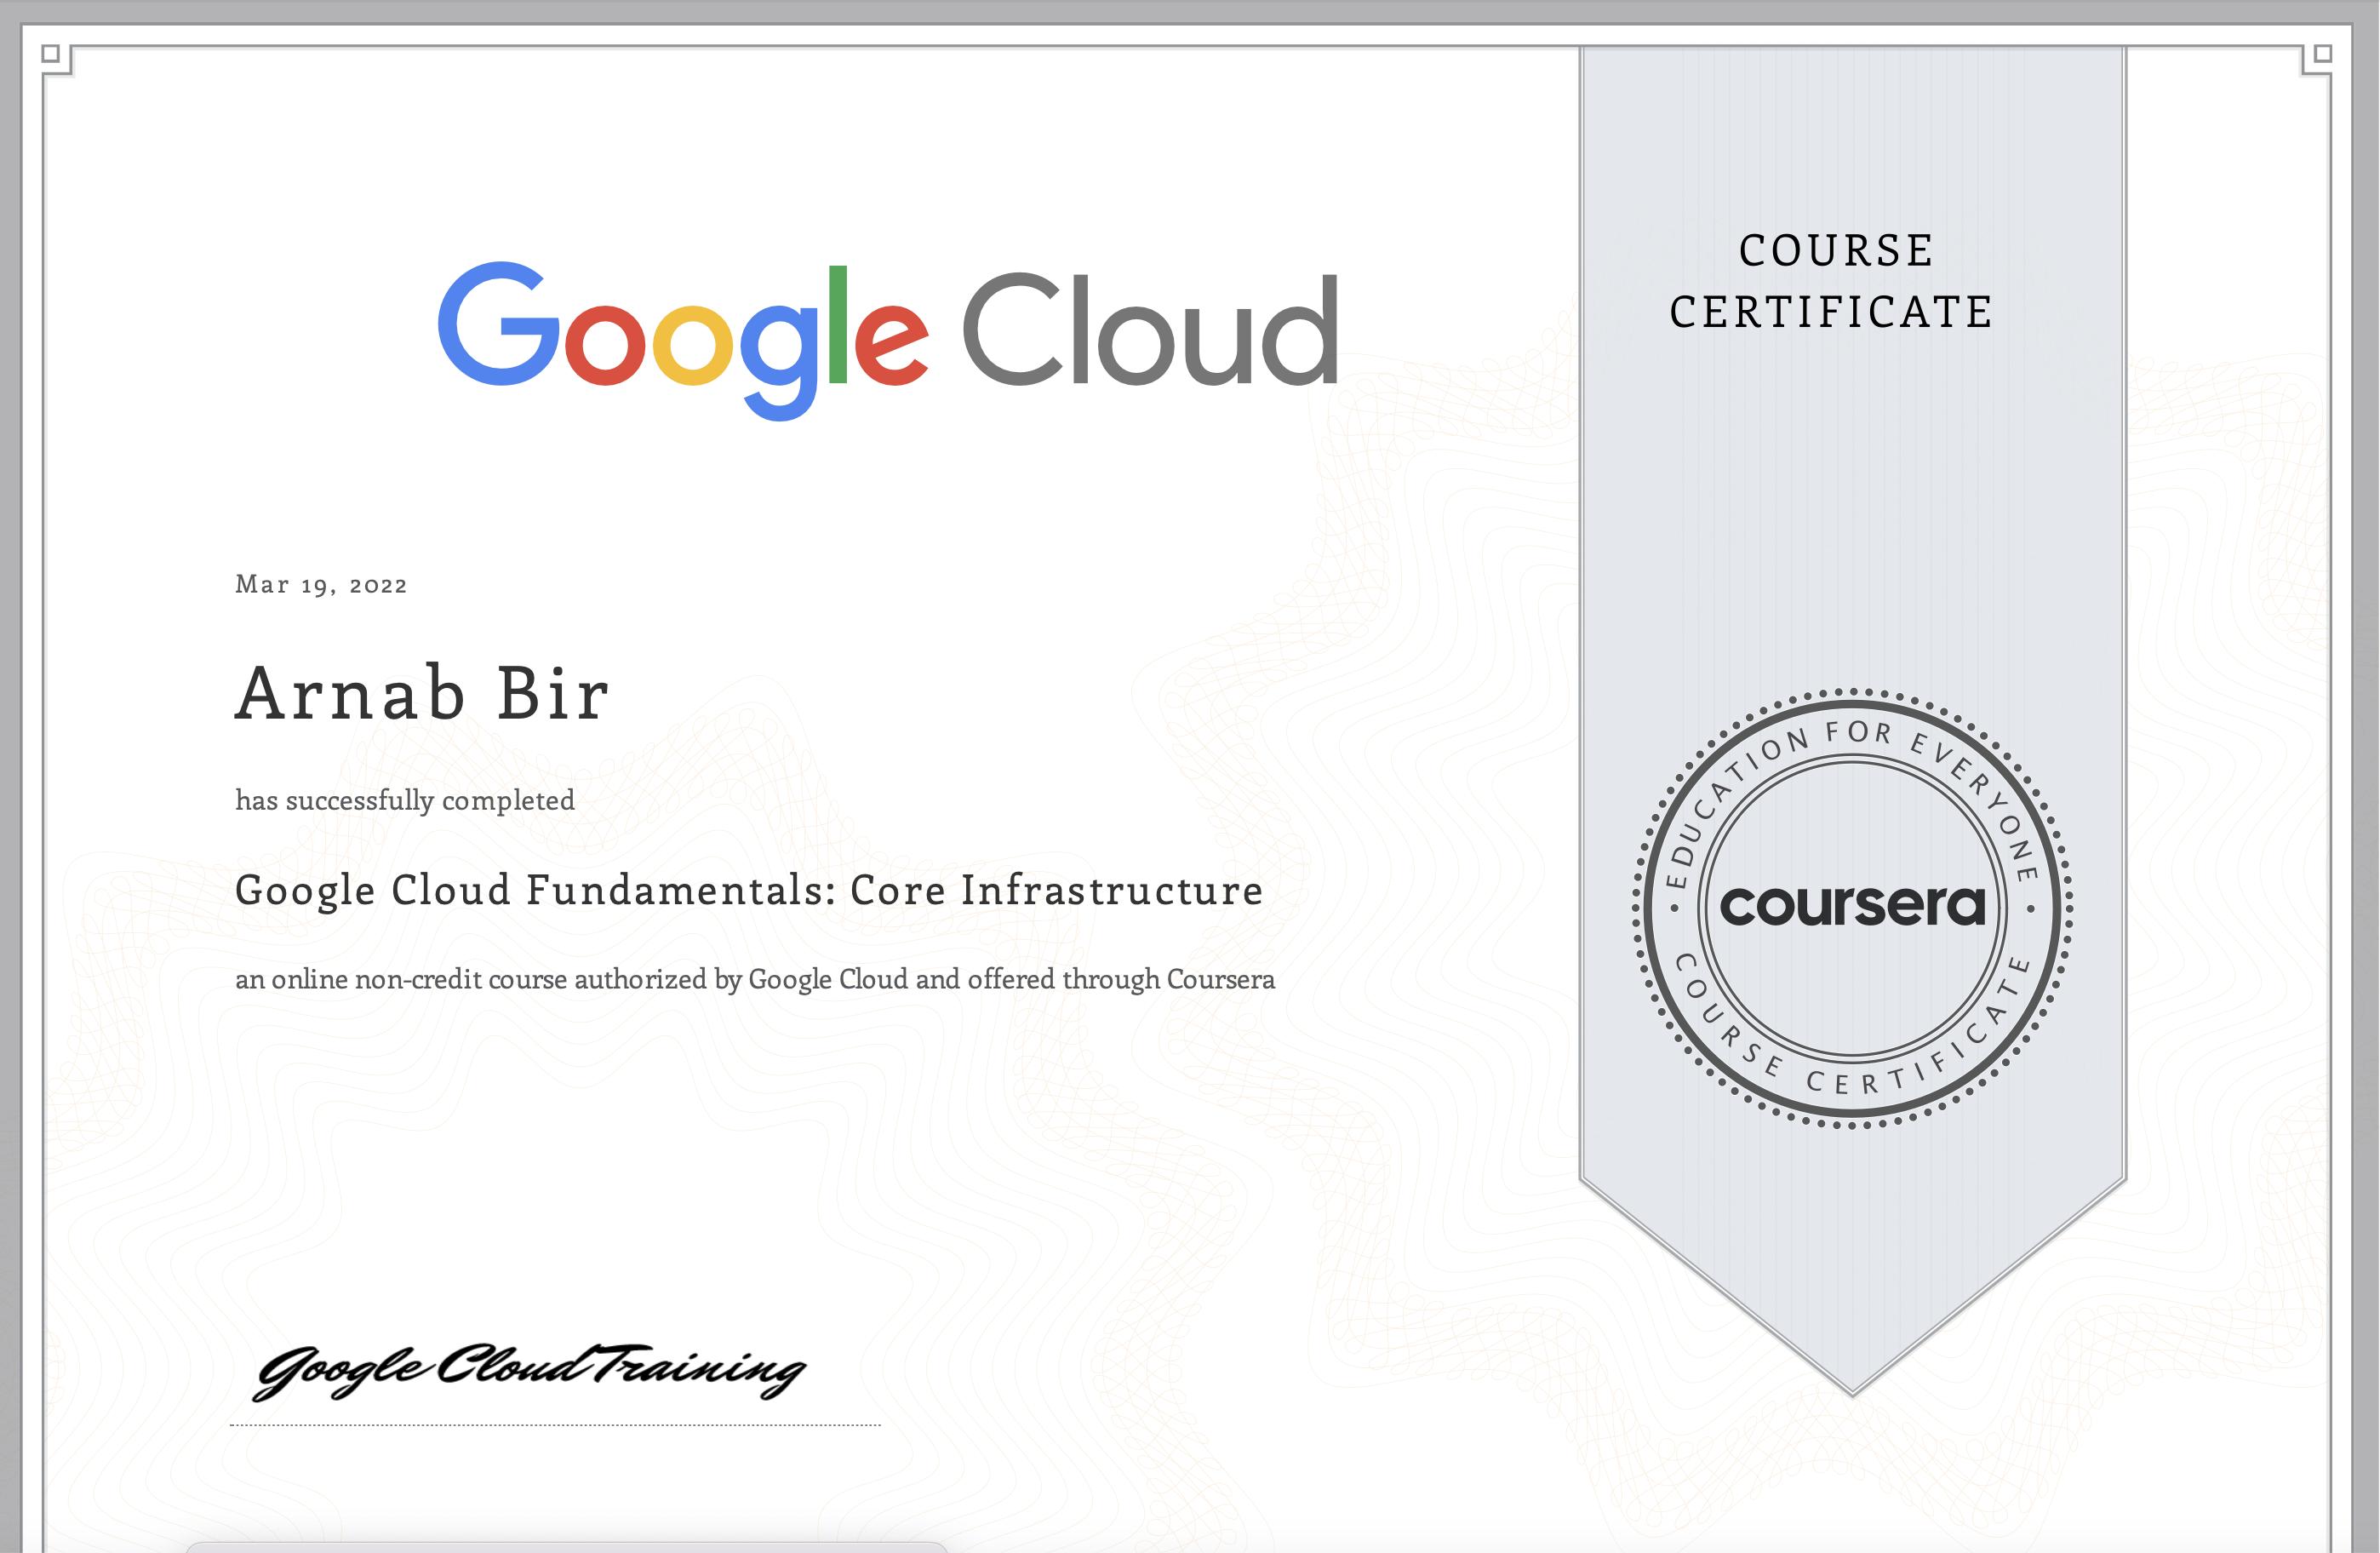 Google Cloud
COURSE
CERTIFICATE
Mar 19, 2022
Arnab Bir
has successfully completed
Google Cloud Fundamentals: Core Infrastructure
an online non-credit course authorized by Google Cloud and offered through Coursera
EDUCATION FOR EVERYONE
coursera
COURSE CERTIFICATE
Google Cloud Training